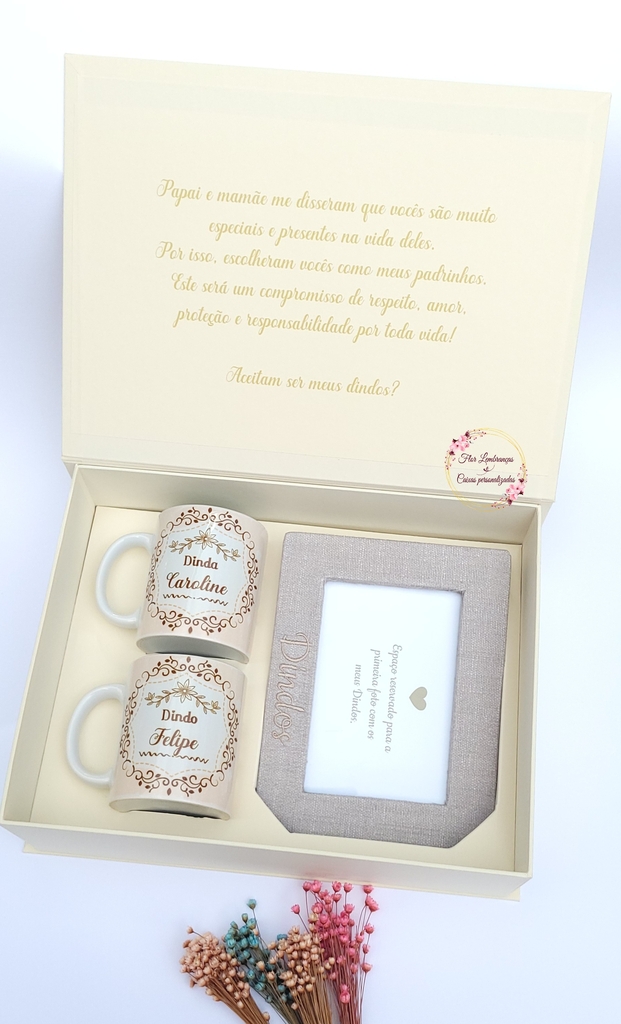 Papai e mamãe me disseram que vocês são muito
especiais e presentes na vida deles.
Por isso, escolheram vocês como meus padrinhos.
Este será um compromisso de respeito, amor,
proteção e responsabilidade por toda vida!
Aceitam ser meus dindos?
Flor Lembranças
Caixas personalizadas
Dinda
Caroline
Dindo
Felipe
Dindos
Espaço reservado para a
primeira foto com os
meus Dindos.